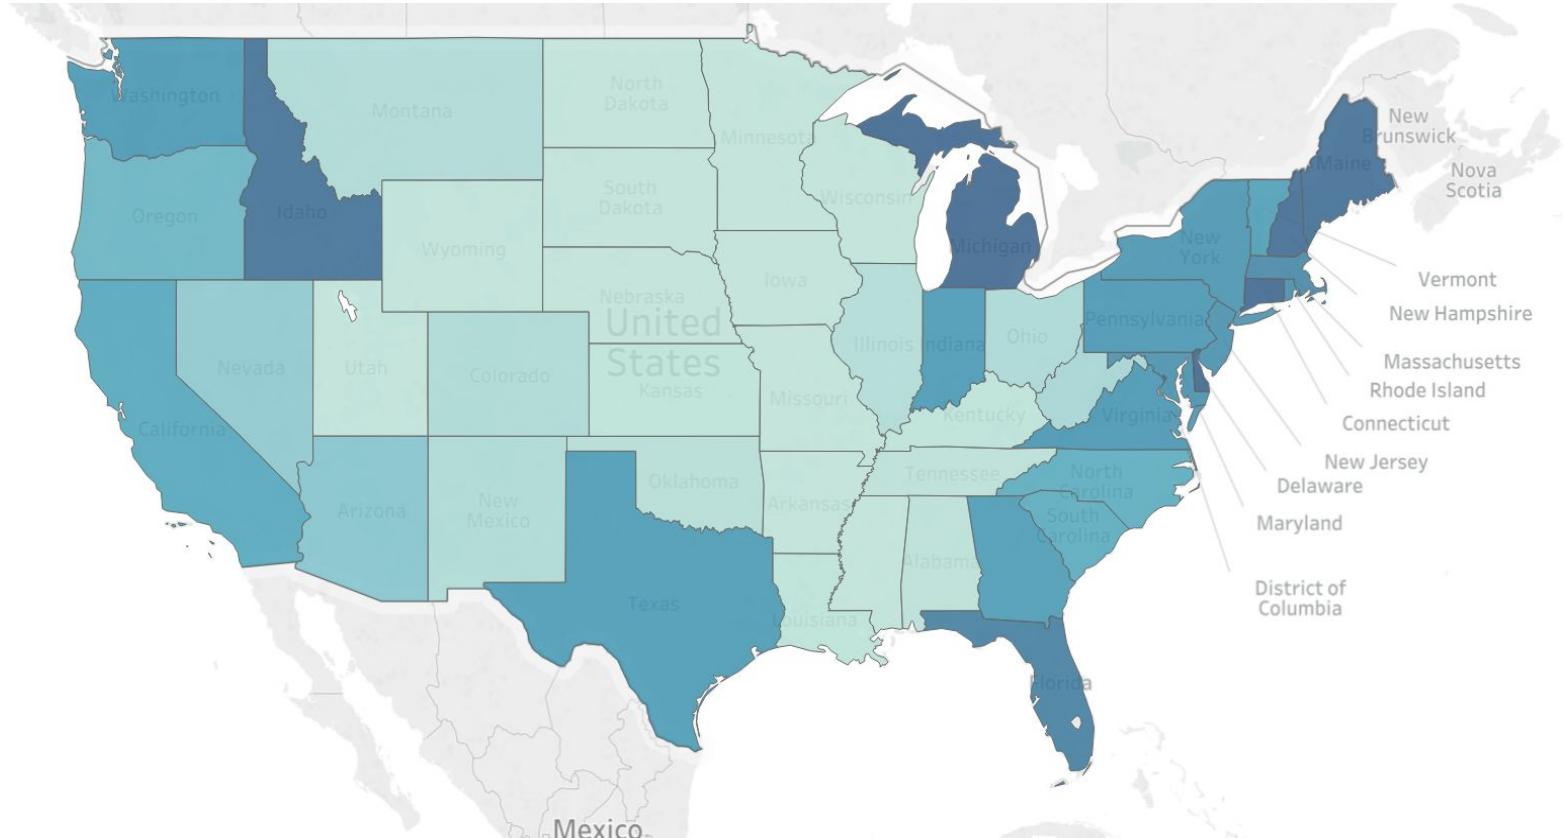 Washington
Montana
North
Dakota
Minnesota
Oregon
Idaho
South
Dakota
Wisconsin
Wyoming
Michigan
Maine
New
Brunswick
Nova
Scotia
New
York
Iowa
Nebraska
United
States
Nevada
Utah
Colorado
Kansas
Illinois
Indiana
Ohio
Pennsylvania
Missouri
California
Kentucky
Virginia
Arizona
New
Mexico
Oklahoma
Arkansas
Tennessee
North
Carolina
South
Carolina
Texas
Louisiana
Alabama
Florida
Vermont
New Hampshire
Massachusetts
Rhode Island
Connecticut
New Jersey
Delaware
Maryland
District of
Columbia
Mexico